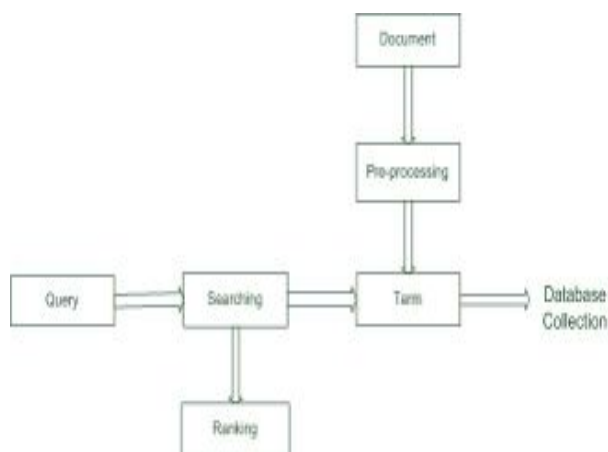 Document
Pre-processing
Query
Searching
Term
Database
Collection
Ranking